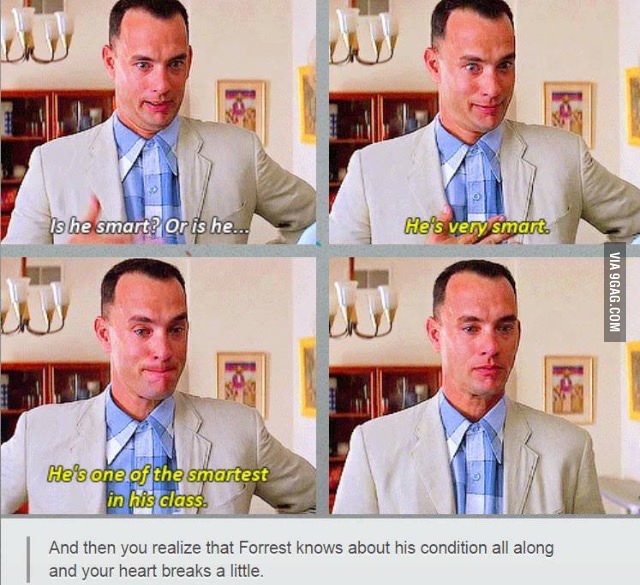 Is he smart? Or is he...
He's very smart.
VIA 9GAG.COM
He's one of the smartest
in his class.
And then you realize that Forrest knows about his condition all along
and your heart breaks a little.